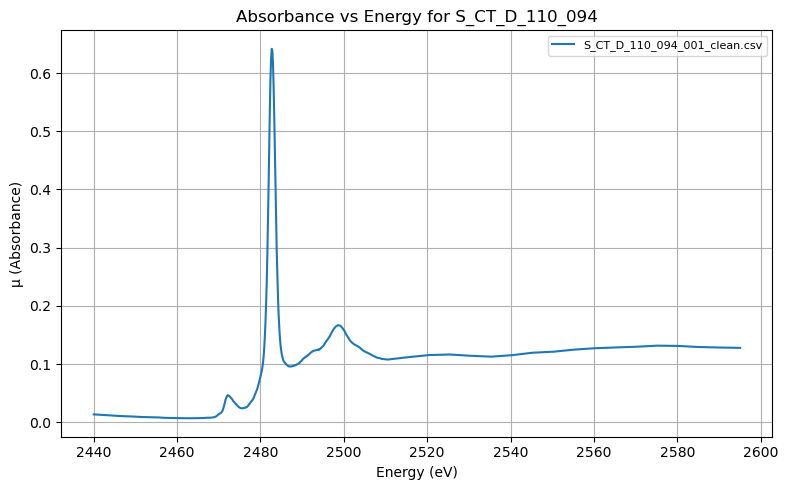 Absorbance vs Energy for S_CT_D_110_094
S_CT_D_110_094_001_clean.csv
μ (Absorbance)
0.6
0.5
0.4
0.3
0.2
0.1
0.0
2440 2460 2480 2500 2520 2540 2560 2580 2600
Energy (eV)